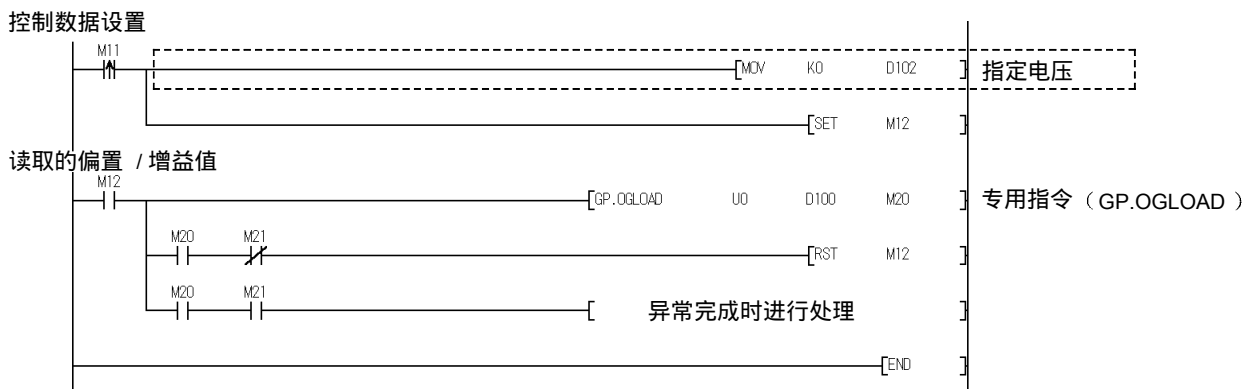 控制数据设置
M11
[MOV K0 D102 ] 指定电压
[SET M12 ]
读取的偏置 / 增益值
M12
[GP.OGLOAD U0 D100 M20 ] 专用指令（GP.OGLOAD）
M20 M21
[RST M12 ]
M20 M21
[ 异常完成时进行处理 ]
[END ]